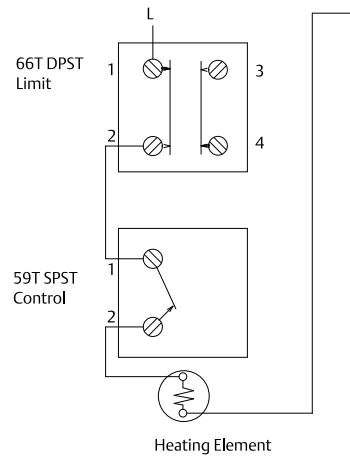 L
66T DPST
Limit
1
3
2
4
59T SPST
Control
1
2
Heating Element